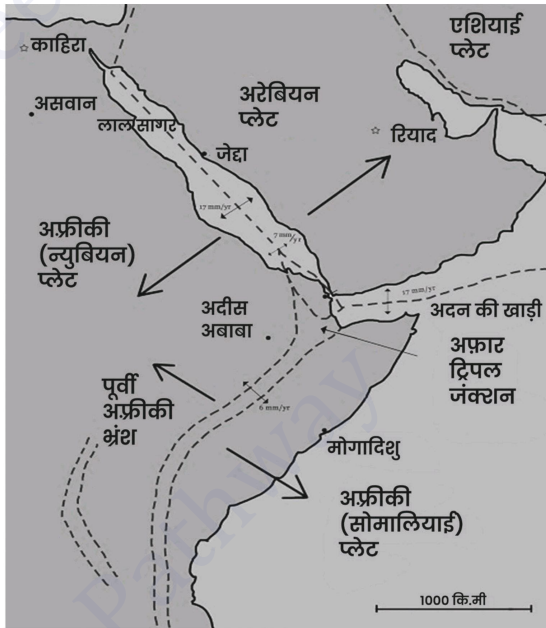 एशियाई
प्लेट
काहिरा
असवान
अरेबियन
प्लेट
लाल सागर
जेद्दा
रियाद
17 mm/yr
अफ़्रीकी
(न्युबियन)
प्लेट
7 mm/yr
17 mm/yr
अदन की खाड़ी
अदीस
अबाबा
अफ़ार
ट्रिपल
जंक्शन
पूर्वी
अफ़्रीकी
भ्रंश
6 mm/yr
मोगादिशु
अफ़्रीकी
(सोमालियाई)
प्लेट
Pathway
1000 कि.मी